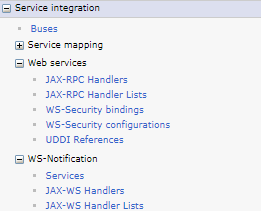 Service integration
Buses
Service mapping
Web services
JAX-RPC Handlers
JAX-RPC Handler Lists
WS-Security bindings
WS-Security configurations
UDDI References
WS-Notification
Services
JAX-WS Handlers
JAX-WS Handler Lists